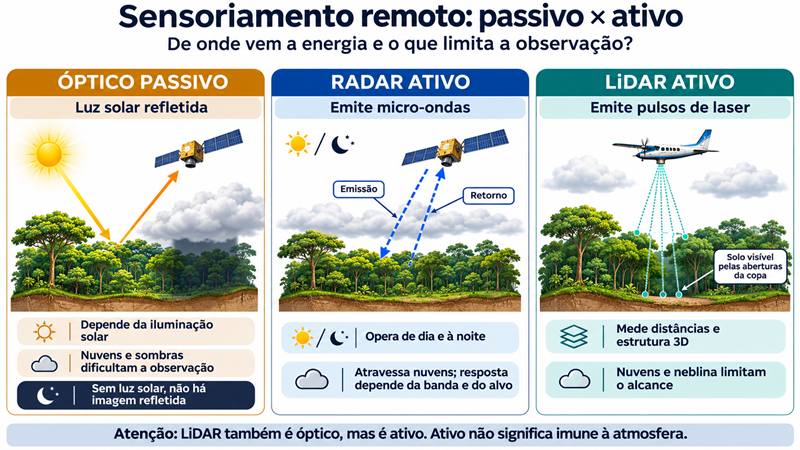 Sensoriamento remoto: passivo × ativo
De onde vem a energia e o que limita a observação?
ÓPTICO PASSIVO
Luz solar refletida
Depende da iluminação
solar
Nuvens e sombras
dificultam a observação
Sem luz solar, não há
imagem refletida
RADAR ATIVO
Emite micro-ondas
/
Emissão
Retorno
/
Opera de dia e à noite
Atravessa nuvens; resposta
depende da banda e do alvo
LiDAR ATIVO
Emite pulsos de laser
Solo visível
pelas aberturas
da copa
Mede distâncias e
estrutura 3D
Nuvens e neblina limitam
o alcance
Atenção: LiDAR também é óptico, mas é ativo. Ativo não significa imune à atmosfera.